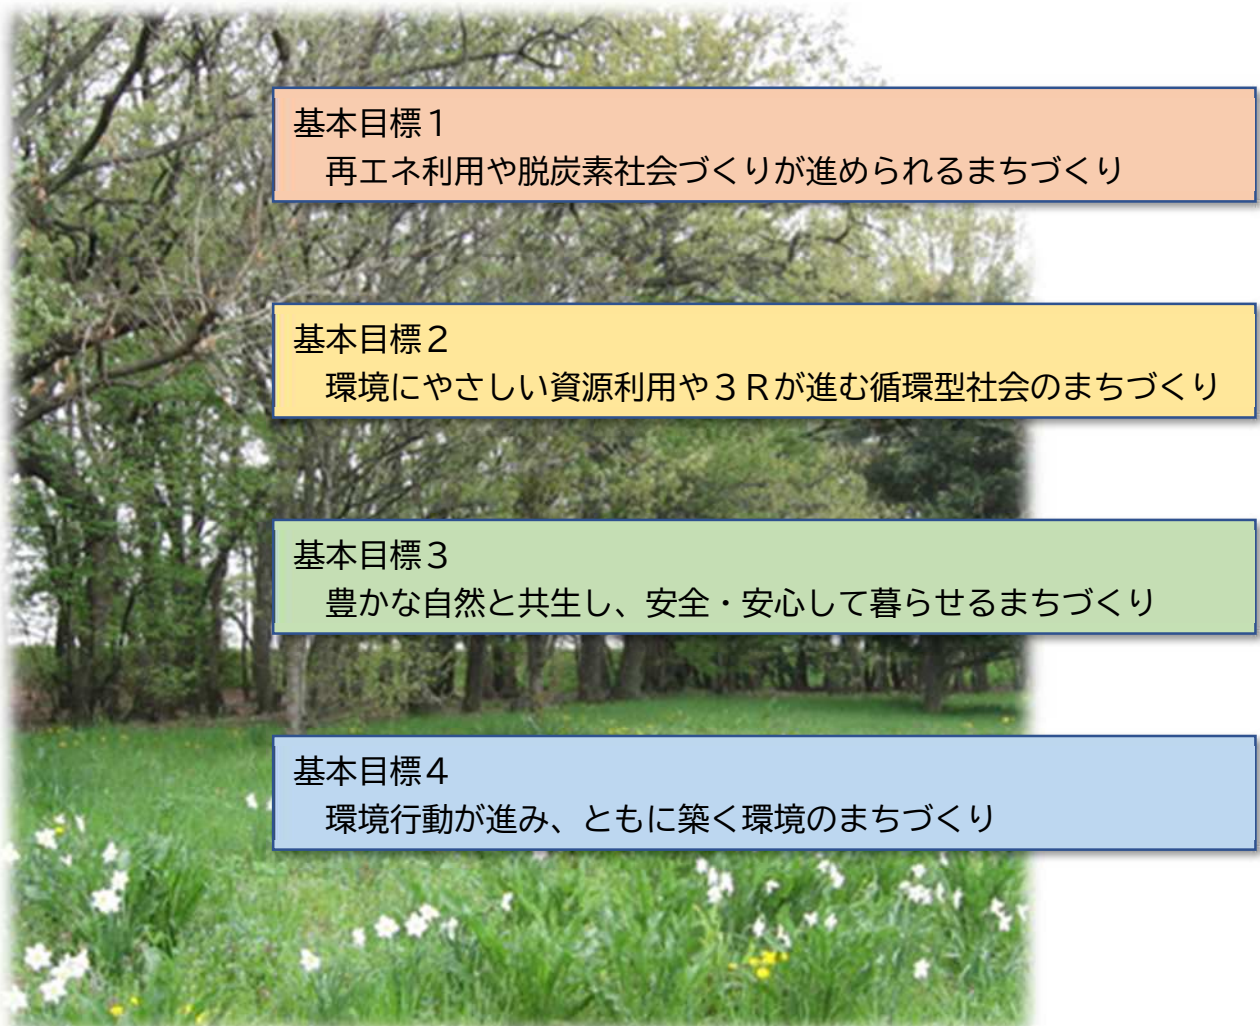 基本目標１
再エネ利用や脱炭素社会づくりが進められるまちづくり
基本目標２
環境にやさしい資源利用や３Ｒが進む循環型社会のまちづくり
基本目標３
豊かな自然と共生し、安全・安心して暮らせるまちづくり
基本目標４
環境行動が進み、ともに築く環境のまちづくり